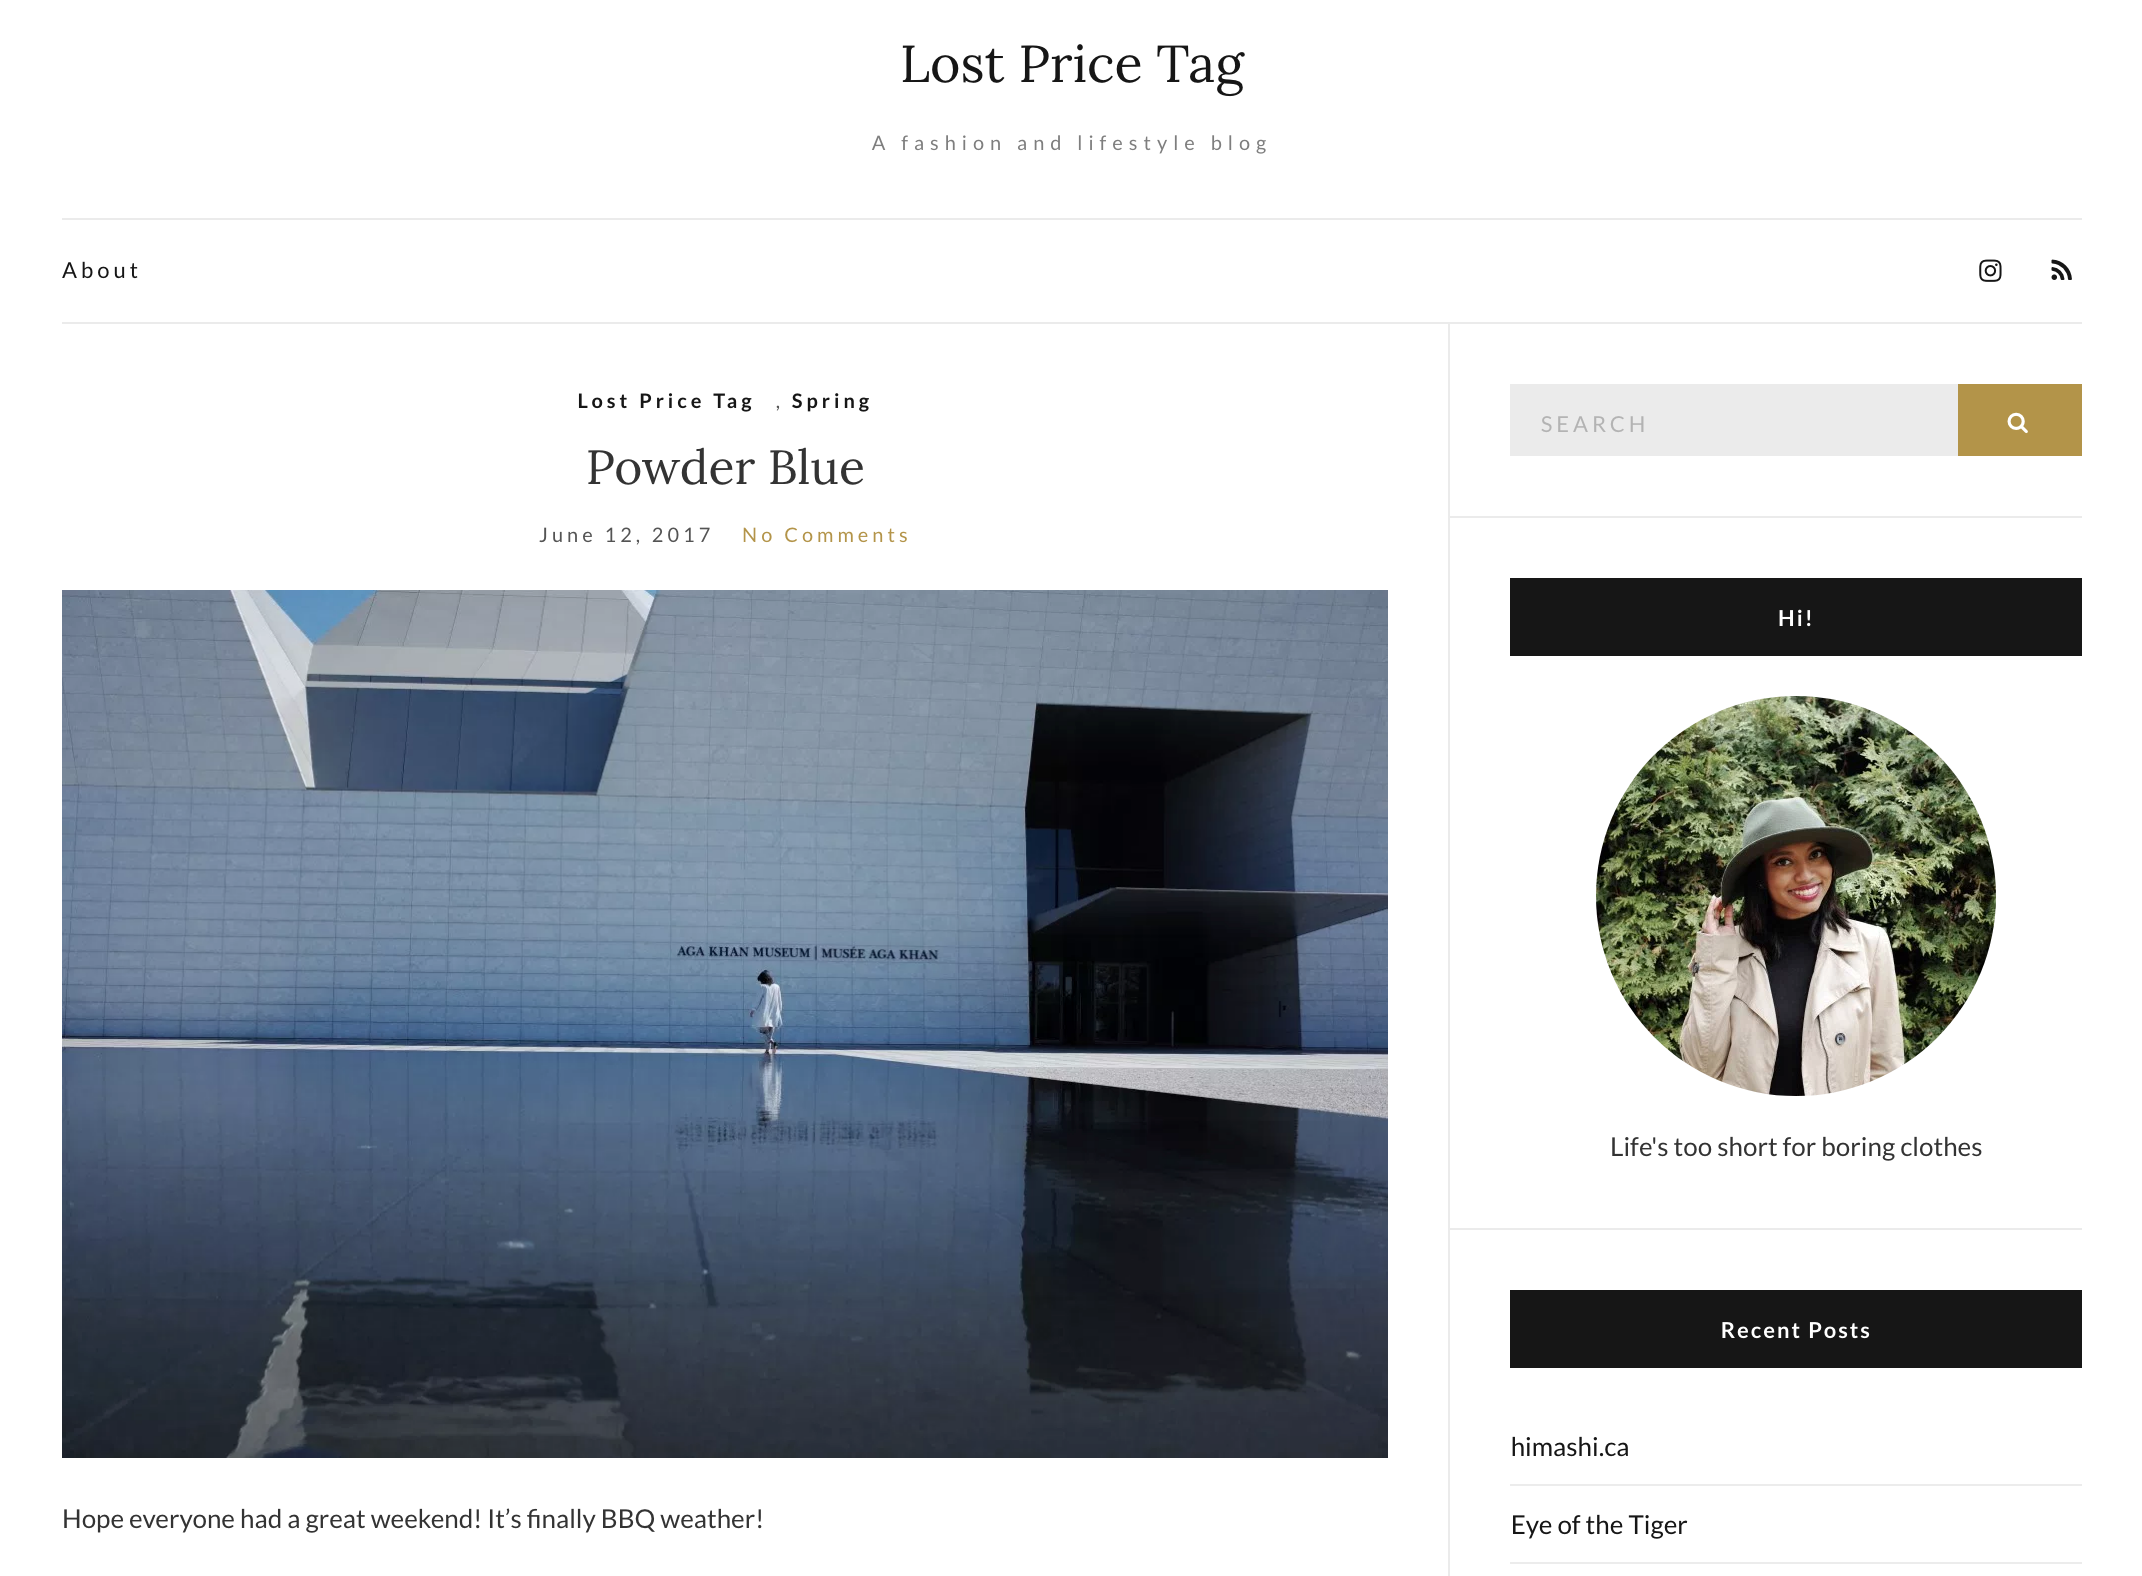 Lost Price Tag
A fashion and lifestyle blog
About
Lost Price Tag , Spring
Powder Blue
June 12, 2017 No Comments
AGA KHAN MUSEUM | MUSÉE AGA KHAN
Hope everyone had a great weekend! It’s finally BBQ weather!
SEARCH
Hi!
Life's too short for boring clothes
Recent Posts
himashi.ca
Eye of the Tiger